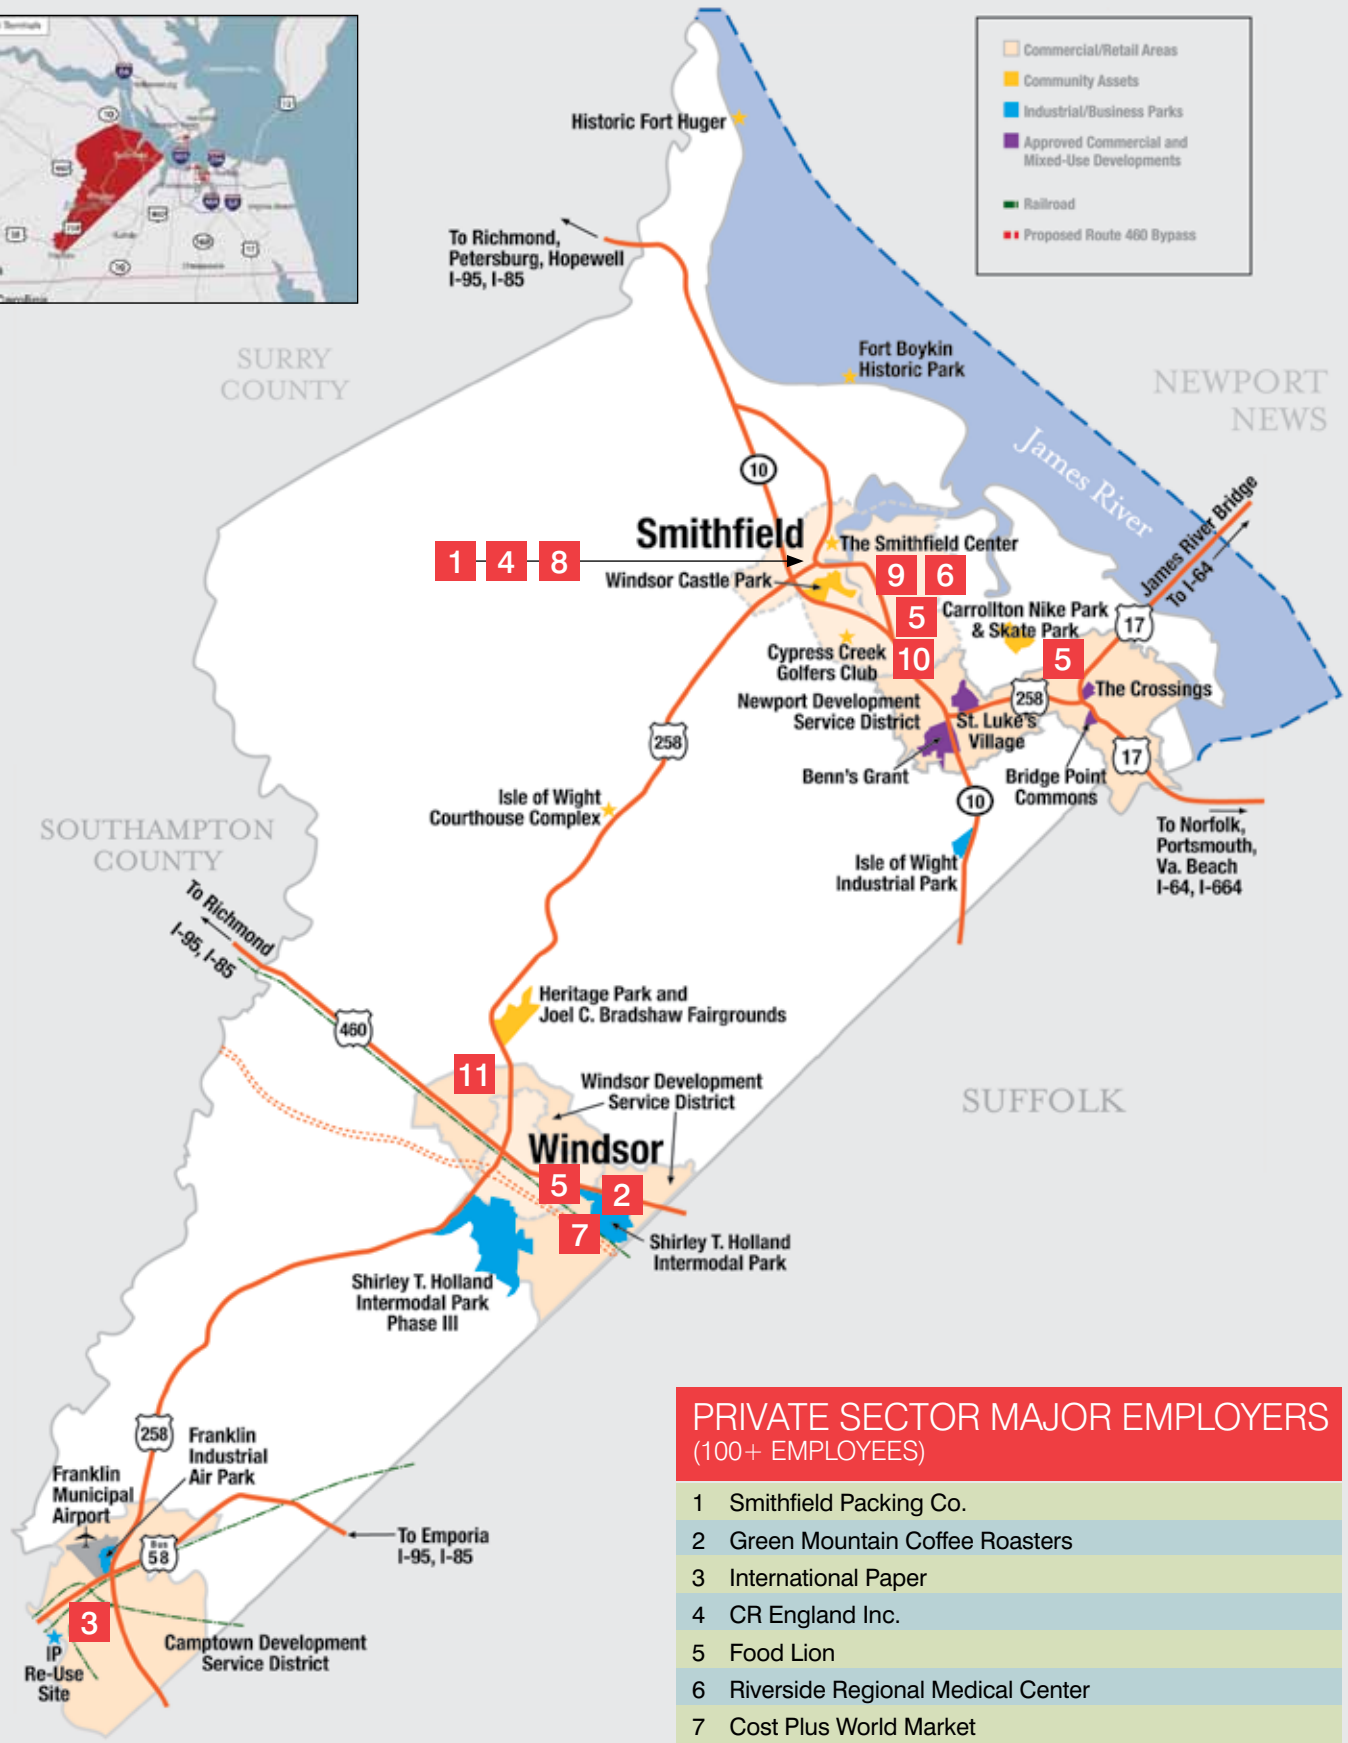 Commercial/Retail Areas
Community Assets
Industrial/Business Parks
Approved Commercial and
Mixed-Use Developments
Railroad
Proposed Route 460 Bypass
Historic Fort Huger
To Richmond,
Petersburg, Hopewell
I-95, I-85
SURRY
COUNTY
Fort Boykin
Historic Park
NEWPORT
NEWS
James River
10
James River Bridge
To I-64
Smithfield
The Smithfield Center
1
4
8
Windsor Castle Park
9
6
5
Carrollton Nike Park
& Skate Park
17
Cypress Creek
Golfers Club
10
5
The Crossings
258
Newport Development
Service District
St. Luke's
Village
258
17
Benn's Grant
Bridge Point
Commons
10
Isle of Wight
Courthouse Complex
To Norfolk,
Portsmouth,
Va. Beach
I-64, I-664
SOUTHAMPTON
COUNTY
Isle of Wight
Industrial Park
To Richmond
I-95, I-85
Heritage Park and
Joel C. Bradshaw Fairgrounds
460
11
Windsor Development
Service District
SUFFOLK
Windsor
5
2
7
Shirley T. Holland
Intermodal Park
Shirley T. Holland
Intermodal Park
Phase III
258
Franklin
Industrial
Air Park
Franklin
Municipal
Airport
Bus
58
To Emporia
I-95, I-85
3
IP
Re-Use
Site
Camptown Development
Service District
PRIVATE SECTOR MAJOR EMPLOYERS
(100+ EMPLOYEES)
1 Smithfield Packing Co.
2 Green Mountain Coffee Roasters
3 International Paper
4 CR England Inc.
5 Food Lion
6 Riverside Regional Medical Center
7 Cost Plus World Market